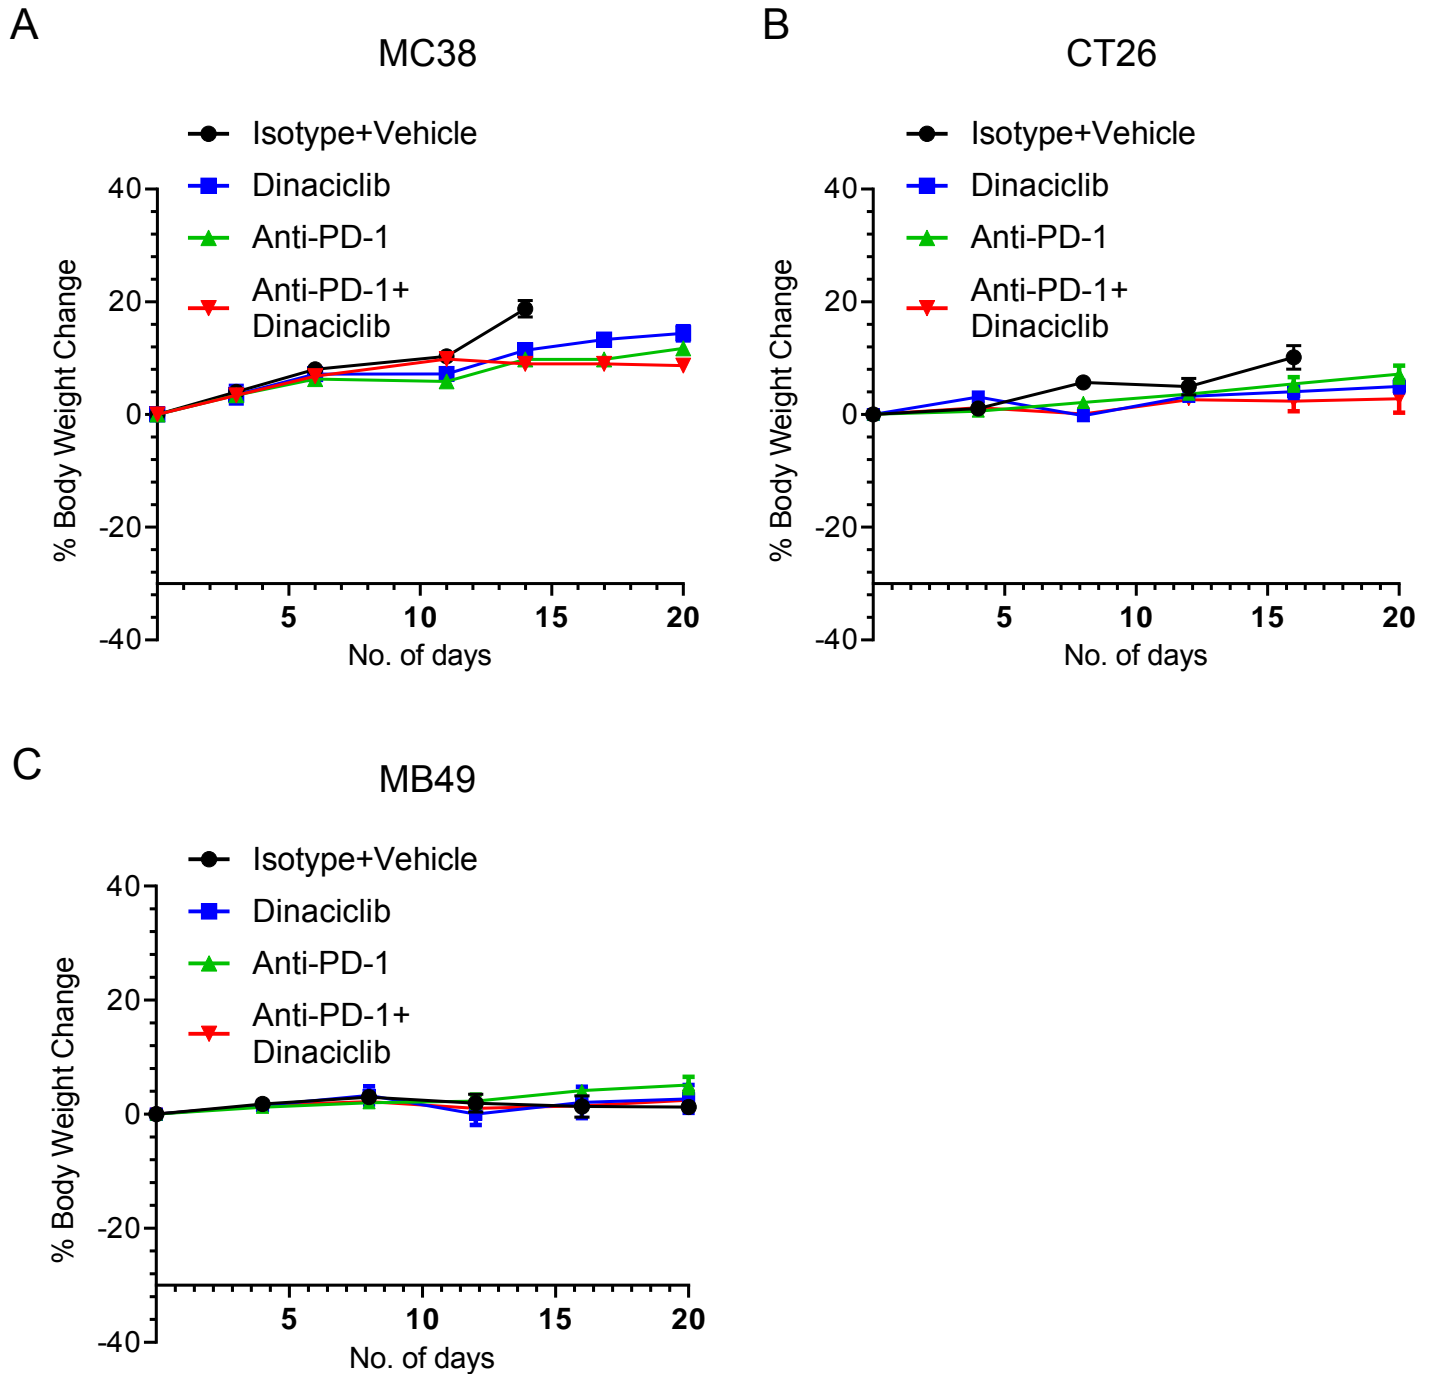 A
MC38
Isotype+Vehicle
Dinaciclib
Anti-PD-1
Anti-PD-1+
Dinaciclib
40
20
0
-20
-40
% Body Weight Change
5
10
15
20
No. of days
B
CT26
Isotype+Vehicle
Dinaciclib
Anti-PD-1
Anti-PD-1+
Dinaciclib
40
20
0
-20
-40
% Body Weight Change
5
10
15
20
No. of days
C
MB49
Isotype+Vehicle
Dinaciclib
Anti-PD-1
Anti-PD-1+
Dinaciclib
40
20
0
-20
-40
% Body Weight Change
5
10
15
20
No. of days